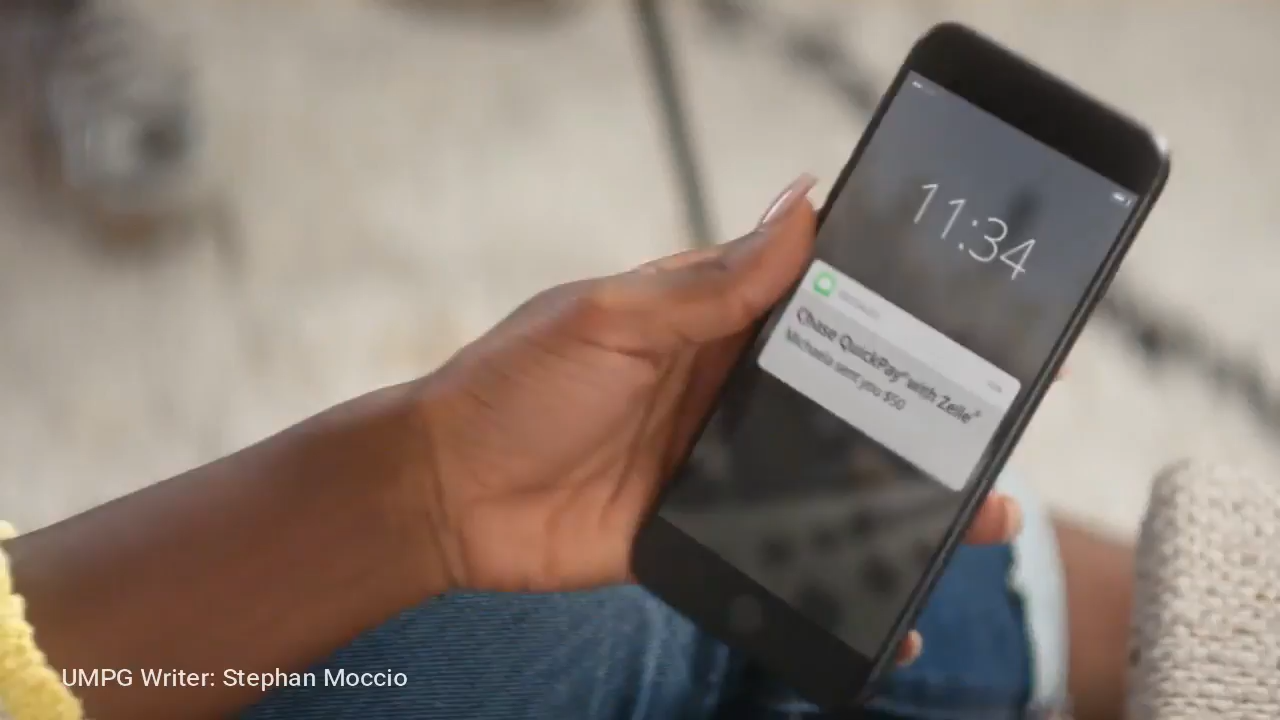 11:34
Chase QuickPay® with Zelle®
Michaela sent you $50
UMPG Writer: Stephan Moccio